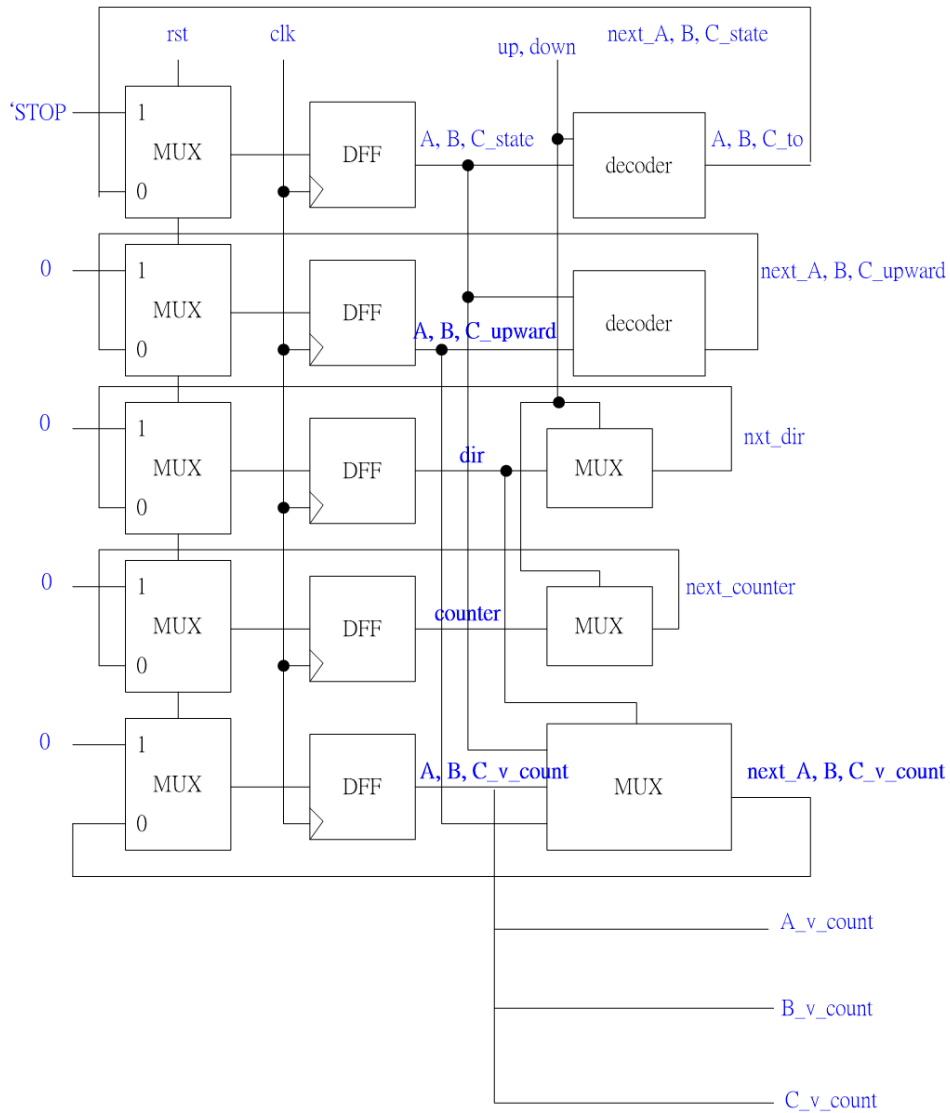 rst
clk
up, down
next_A, B, C_state
‘STOP
1
MUX
0
DFF
A, B, C_state
decoder
A, B, C_to
0
1
MUX
0
DFF
A, B, C_upward
decoder
next_A, B, C_upward
0
1
MUX
0
DFF
dir
MUX
nxt_dir
0
1
MUX
0
DFF
counter
MUX
next_counter
0
1
MUX
0
DFF
A, B, C_v_count
MUX
next_A, B, C_v_count
A_v_count
B_v_count
C_v_count